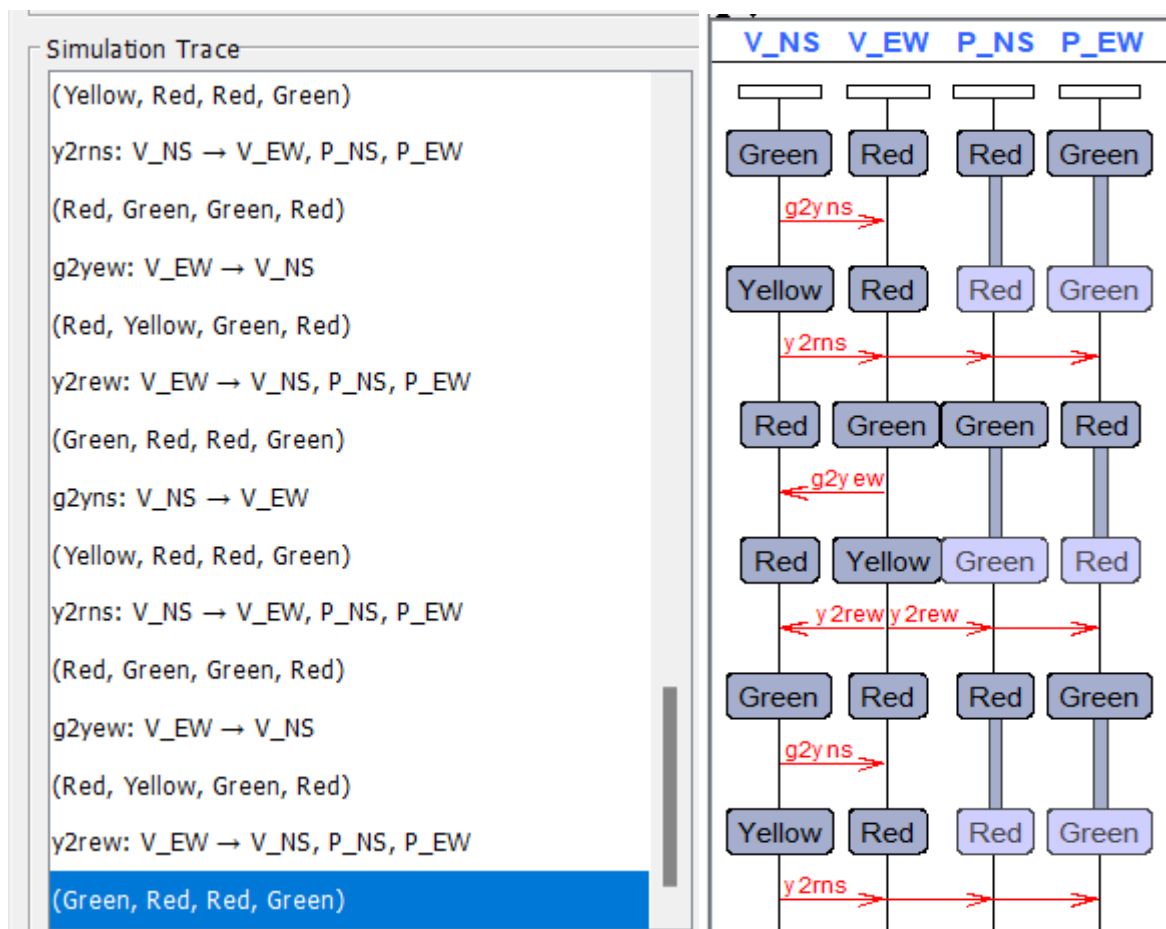 Simulation Trace
(Yellow, Red, Red, Green)
y2rns: V_NS → V_EW, P_NS, P_EW
(Red, Green, Green, Red)
g2yew: V_EW → V_NS
(Red, Yellow, Green, Red)
y2rew: V_EW → V_NS, P_NS, P_EW
(Green, Red, Red, Green)
g2yns: V_NS → V_EW
(Yellow, Red, Red, Green)
y2rns: V_NS → V_EW, P_NS, P_EW
(Red, Green, Green, Red)
g2yew: V_EW → V_NS
(Red, Yellow, Green, Red)
y2rew: V_EW → V_NS, P_NS, P_EW
(Green, Red, Red, Green)
V_NS V_EW P_NS P_EW
Green Red Red Green
g2yns
Yellow Red Red Green
y2rns
Red Green Green Red
g2yew
Red Yellow Green Red
y2rew y2rew
Green Red Red Green
g2yns
Yellow Red Red Green
y2rns